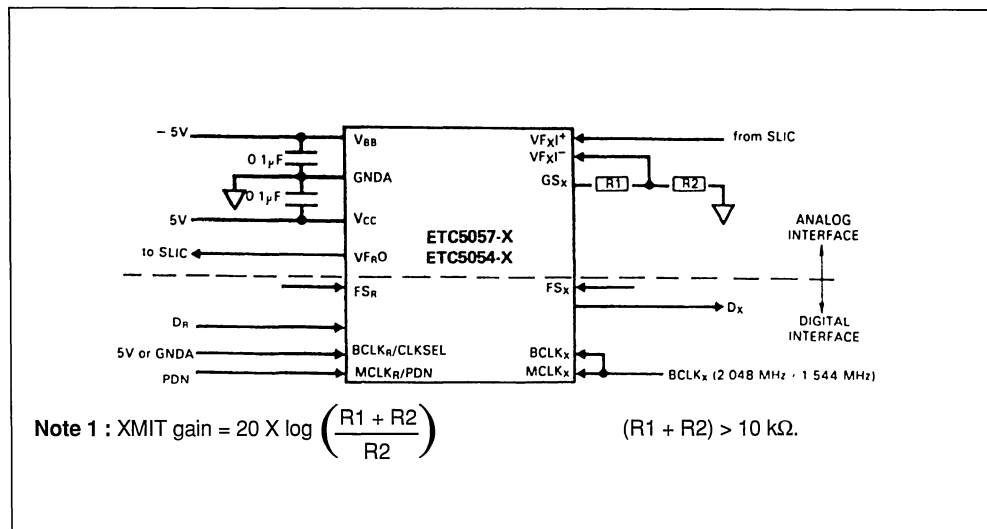 − 5V
0 1µF
0 1µF
5V
to SLIC
VBB
GNDA
VCC
VFRO
VFXI+
VFXI−
GSX
from SLIC
R1
R2
ETC5057-X
ETC5054-X
ANALOG
INTERFACE
FSR
FSX
DX
DR
DIGITAL
INTERFACE
5V or GNDA
PDN
BCLKR/CLKSEL
MCLKR/PDN
BCLKX
MCLKX
BCLKX (2 048 MHz · 1 544 MHz)
Note 1 : XMIT gain = 20 X log (R1 + R2 / R2)
(R1 + R2) > 10 kΩ.